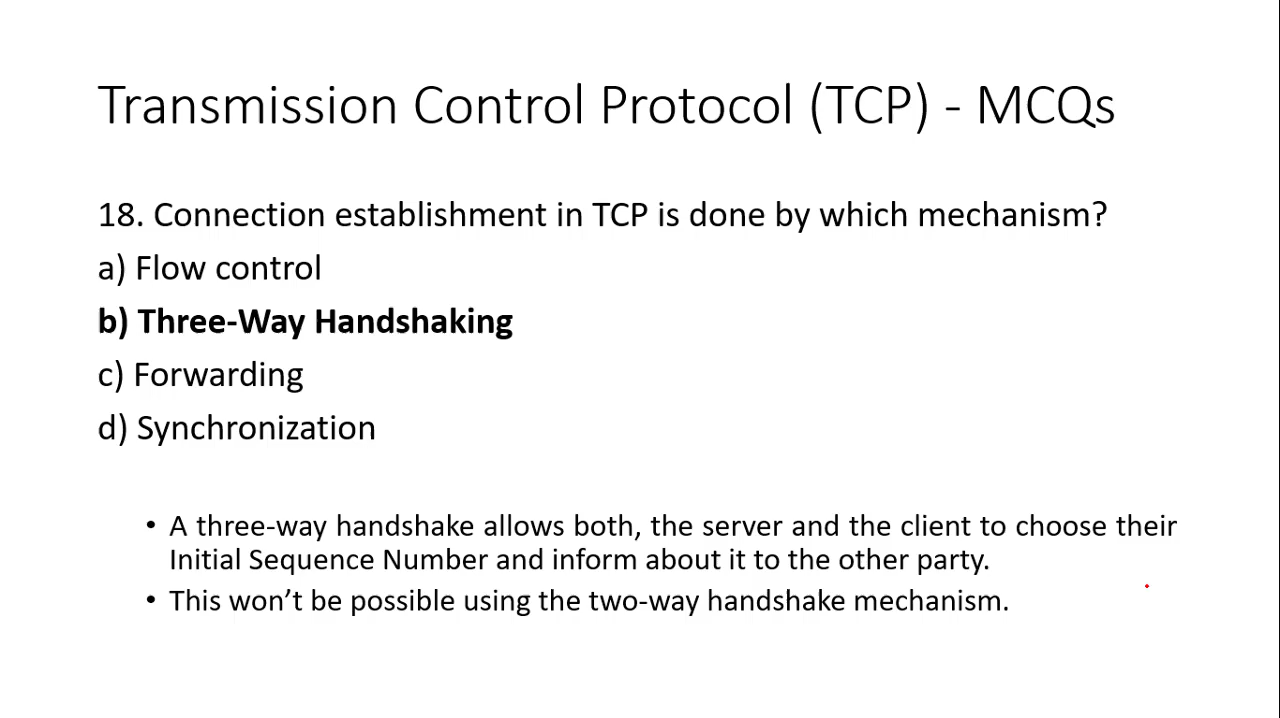 Transmission Control Protocol (TCP) - MCQs
18. Connection establishment in TCP is done by which mechanism?
a) Flow control
b) Three-Way Handshaking
c) Forwarding
d) Synchronization
• A three-way handshake allows both, the server and the client to choose their
Initial Sequence Number and inform about it to the other party.
• This won’t be possible using the two-way handshake mechanism.